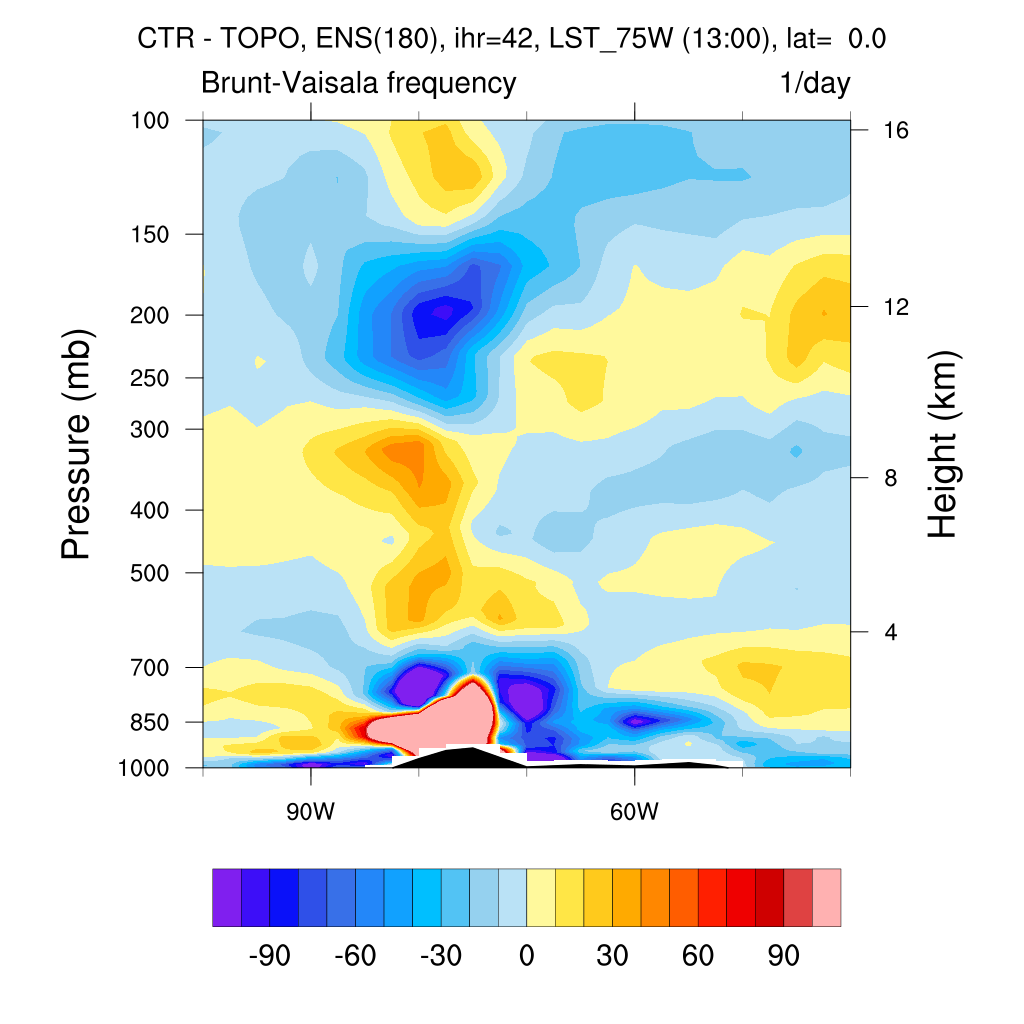 CTR - TOPO, ENS(180), ihr=42, LST_75W (13:00), lat=  0.0
Brunt-Vaisala frequency 1/day
100
150
200
250
300
400
500
700
850
1000
Pressure (mb)
16
12
8
4
Height (km)
90W 60W
-90 -60 -30 0 30 60 90